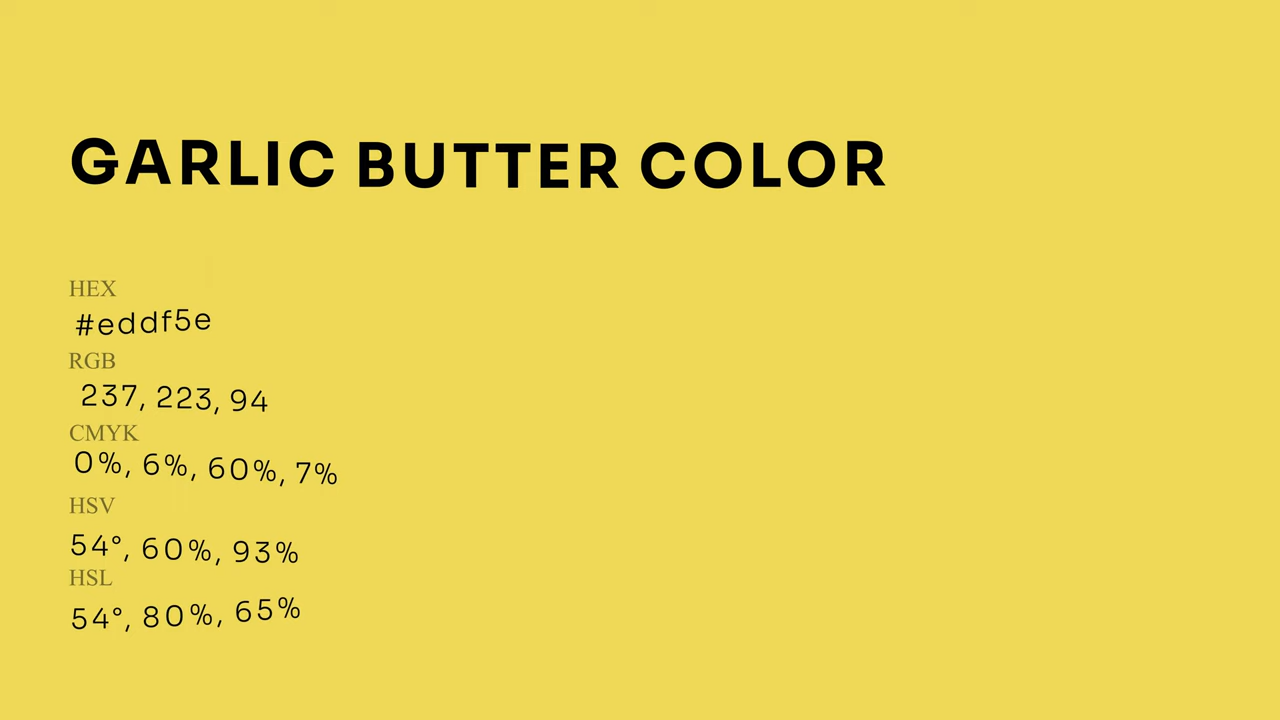 GARLIC BUTTER COLOR
HEX
#eddf5e
RGB
237, 223, 94
CMYK
0%, 6%, 60%, 7%
HSV
54°, 60%, 93%
HSL
54°, 80%, 65%